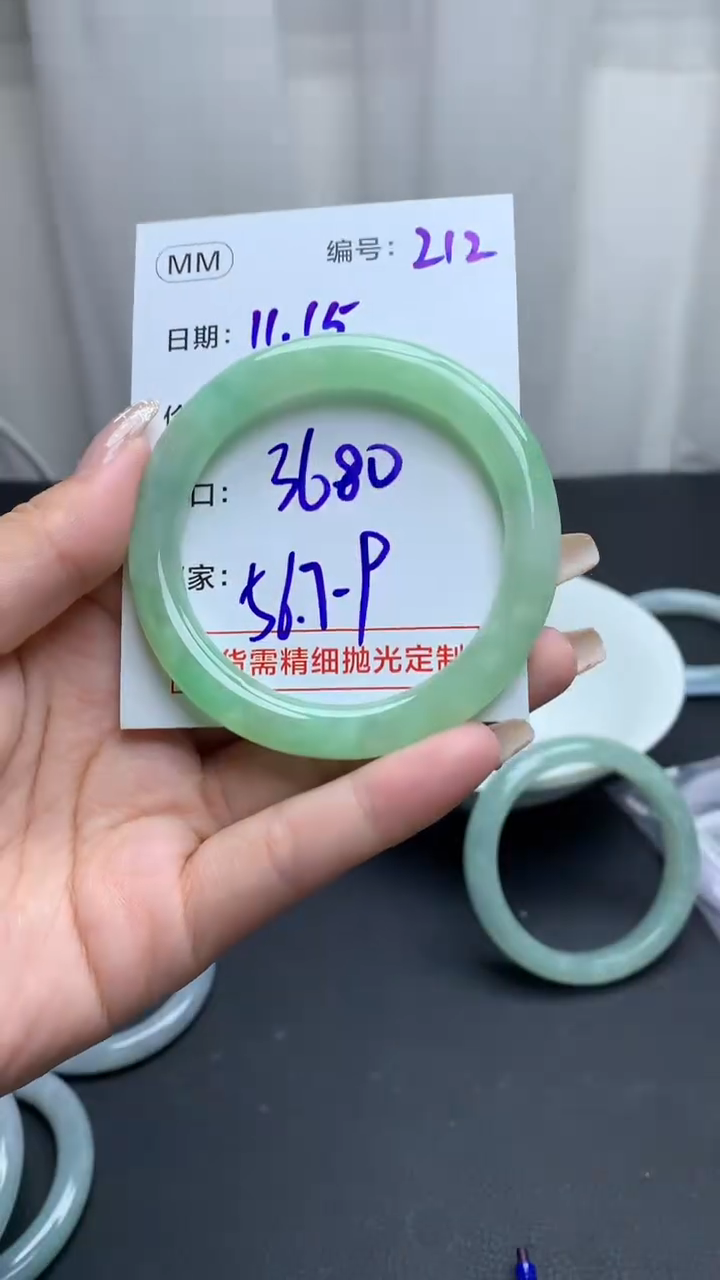 MM 编号: 212
日期: 11.15
口: 3680
家: 56.7-P
货需精细抛光定制